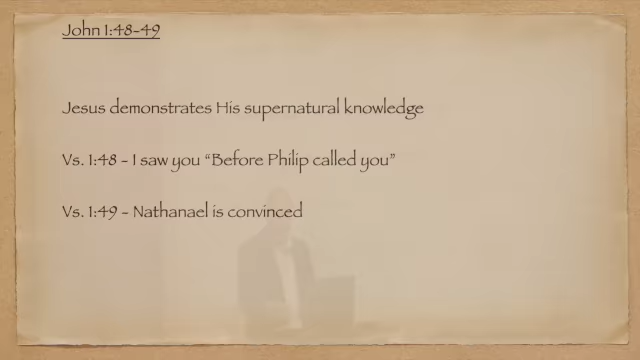 John 1:48-49
Jesus demonstrates His supernatural knowledge
Vs. 1:48 - I saw you “Before Philip called you”
Vs. 1:49 - Nathanael is convinced